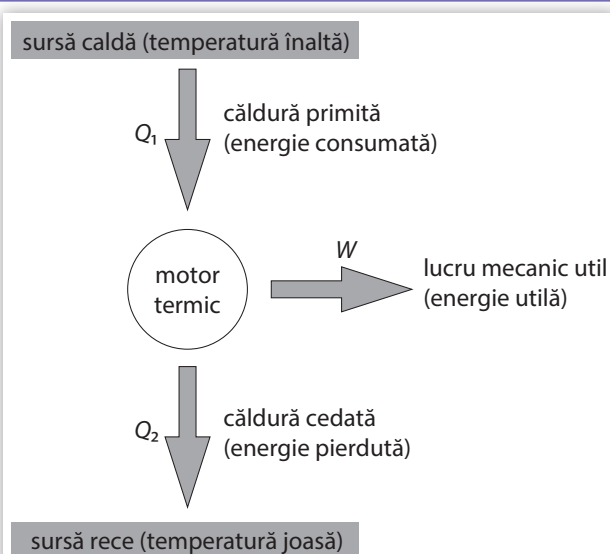 sursă caldă (temperatură înaltă)
Q₁
căldură primită
(energie consumată)
motor
termic
W
lucru mecanic util
(energie utilă)
Q₂
căldură cedată
(energie pierdută)
sursă rece (temperatură joasă)